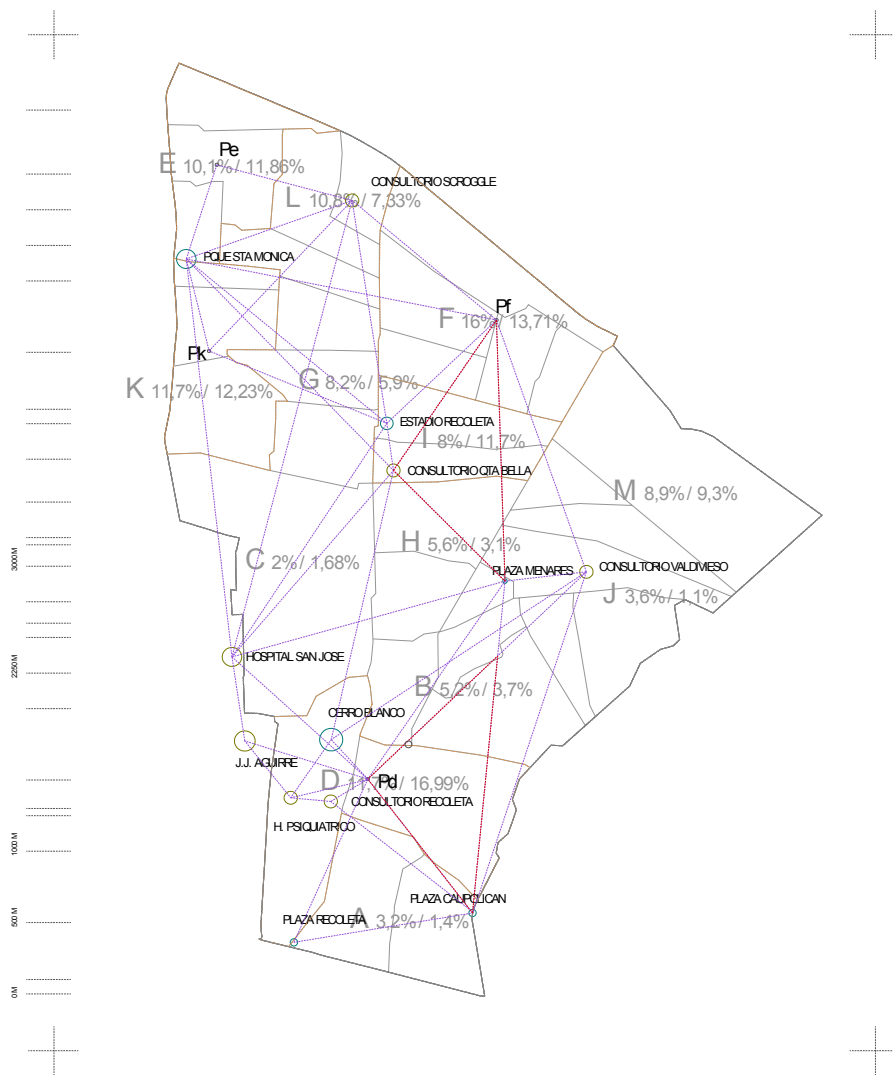 Pe
E 10,1% / 11,86%
CONSULTORIO SCROGGLE
L 10,8% / 7,33%
PQUE STA MONICA
Pf
F 16% / 13,71%
Pk
K 11,7% / 12,23%
G 8,2% / 5,9%
ESTADIO RECOLETA
I 8% / 11,7%
CONSULTORIO QTA BELLA
M 8,9% / 9,3%
H 5,6% / 3,1%
C 2% / 1,68%
3000 M
PLAZA MENARES
CONSULTORIO VALDIVIESO
J 3,6% / 1,1%
HOSPITAL SAN JOSE
2250 M
B 5,2% / 3,7%
CERRO BLANCO
J.J. AGUIRRE
Pd
D 11,7% / 16,99%
CONSULTORIO RECOLETA
H. PSIQUIATRICO
1000 M
PLAZA CAUPOLICAN
PLAZA RECOLETA
A 3,2% / 1,4%
500 M
0 M